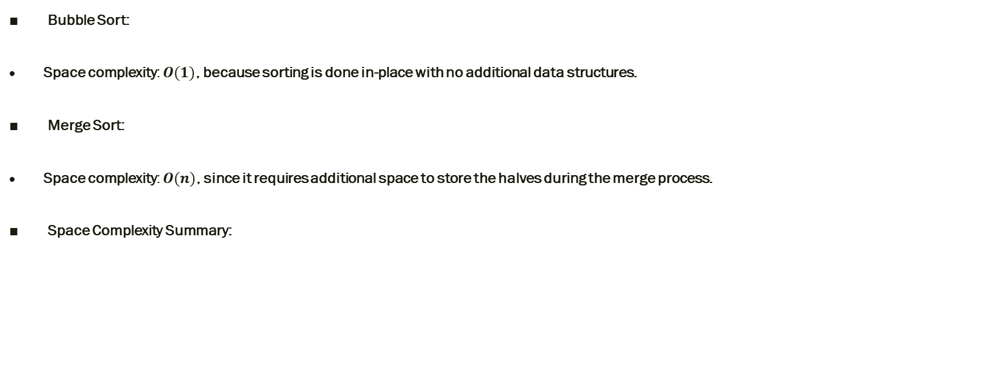 ▪ Bubble Sort:
• Space complexity: O(1), because sorting is done in-place with no additional data structures.
▪ Merge Sort:
• Space complexity: O(n), since it requires additional space to store the halves during the merge process.
▪ Space Complexity Summary: